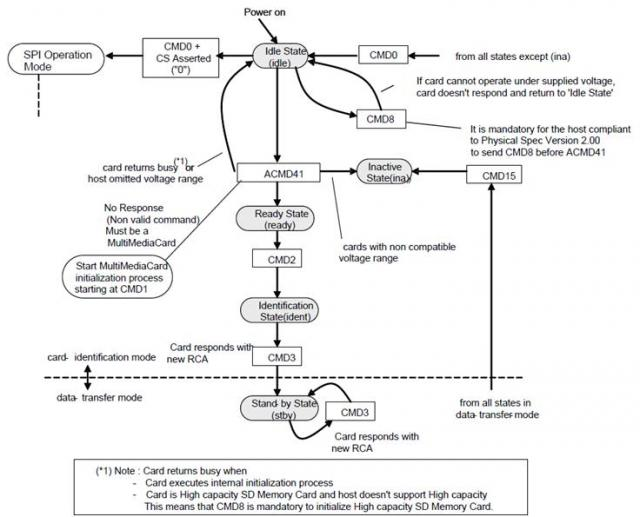 Power on
SPI Operation
Mode
CMD0 +
CS Asserted
("0")
Idle State
(idle)
CMD0
from all states except (ina)
If card cannot operate under supplied voltage,
card doesn't respond and return to 'Idle State'
CMD8
It is mandatory for the host compliant
to Physical Spec Version 2.00
to send CMD8 before ACMD41
(*1)
card returns busy or
host omitted voltage range
ACMD41
Inactive
State(ina)
CMD15
No Response
(Non valid command)
Must be a
MultiMediaCard
Ready State
(ready)
cards with non compatible
voltage range
CMD2
Start MultiMediaCard
initialization process
starting at CMD1
Identification
State(ident)
Card responds with
new RCA
CMD3
card- identification mode
data- transfer mode
from all states in
data- transfer mode
Stand- by State
(stby)
CMD3
Card responds with
new RCA
(*1) Note : Card returns busy when
- Card executes internal initialization process
- Card is High capacity SD Memory Card and host doesn't support High capacity
This means that CMD8 is mandatory to initialize High capacity SD Memory Card.